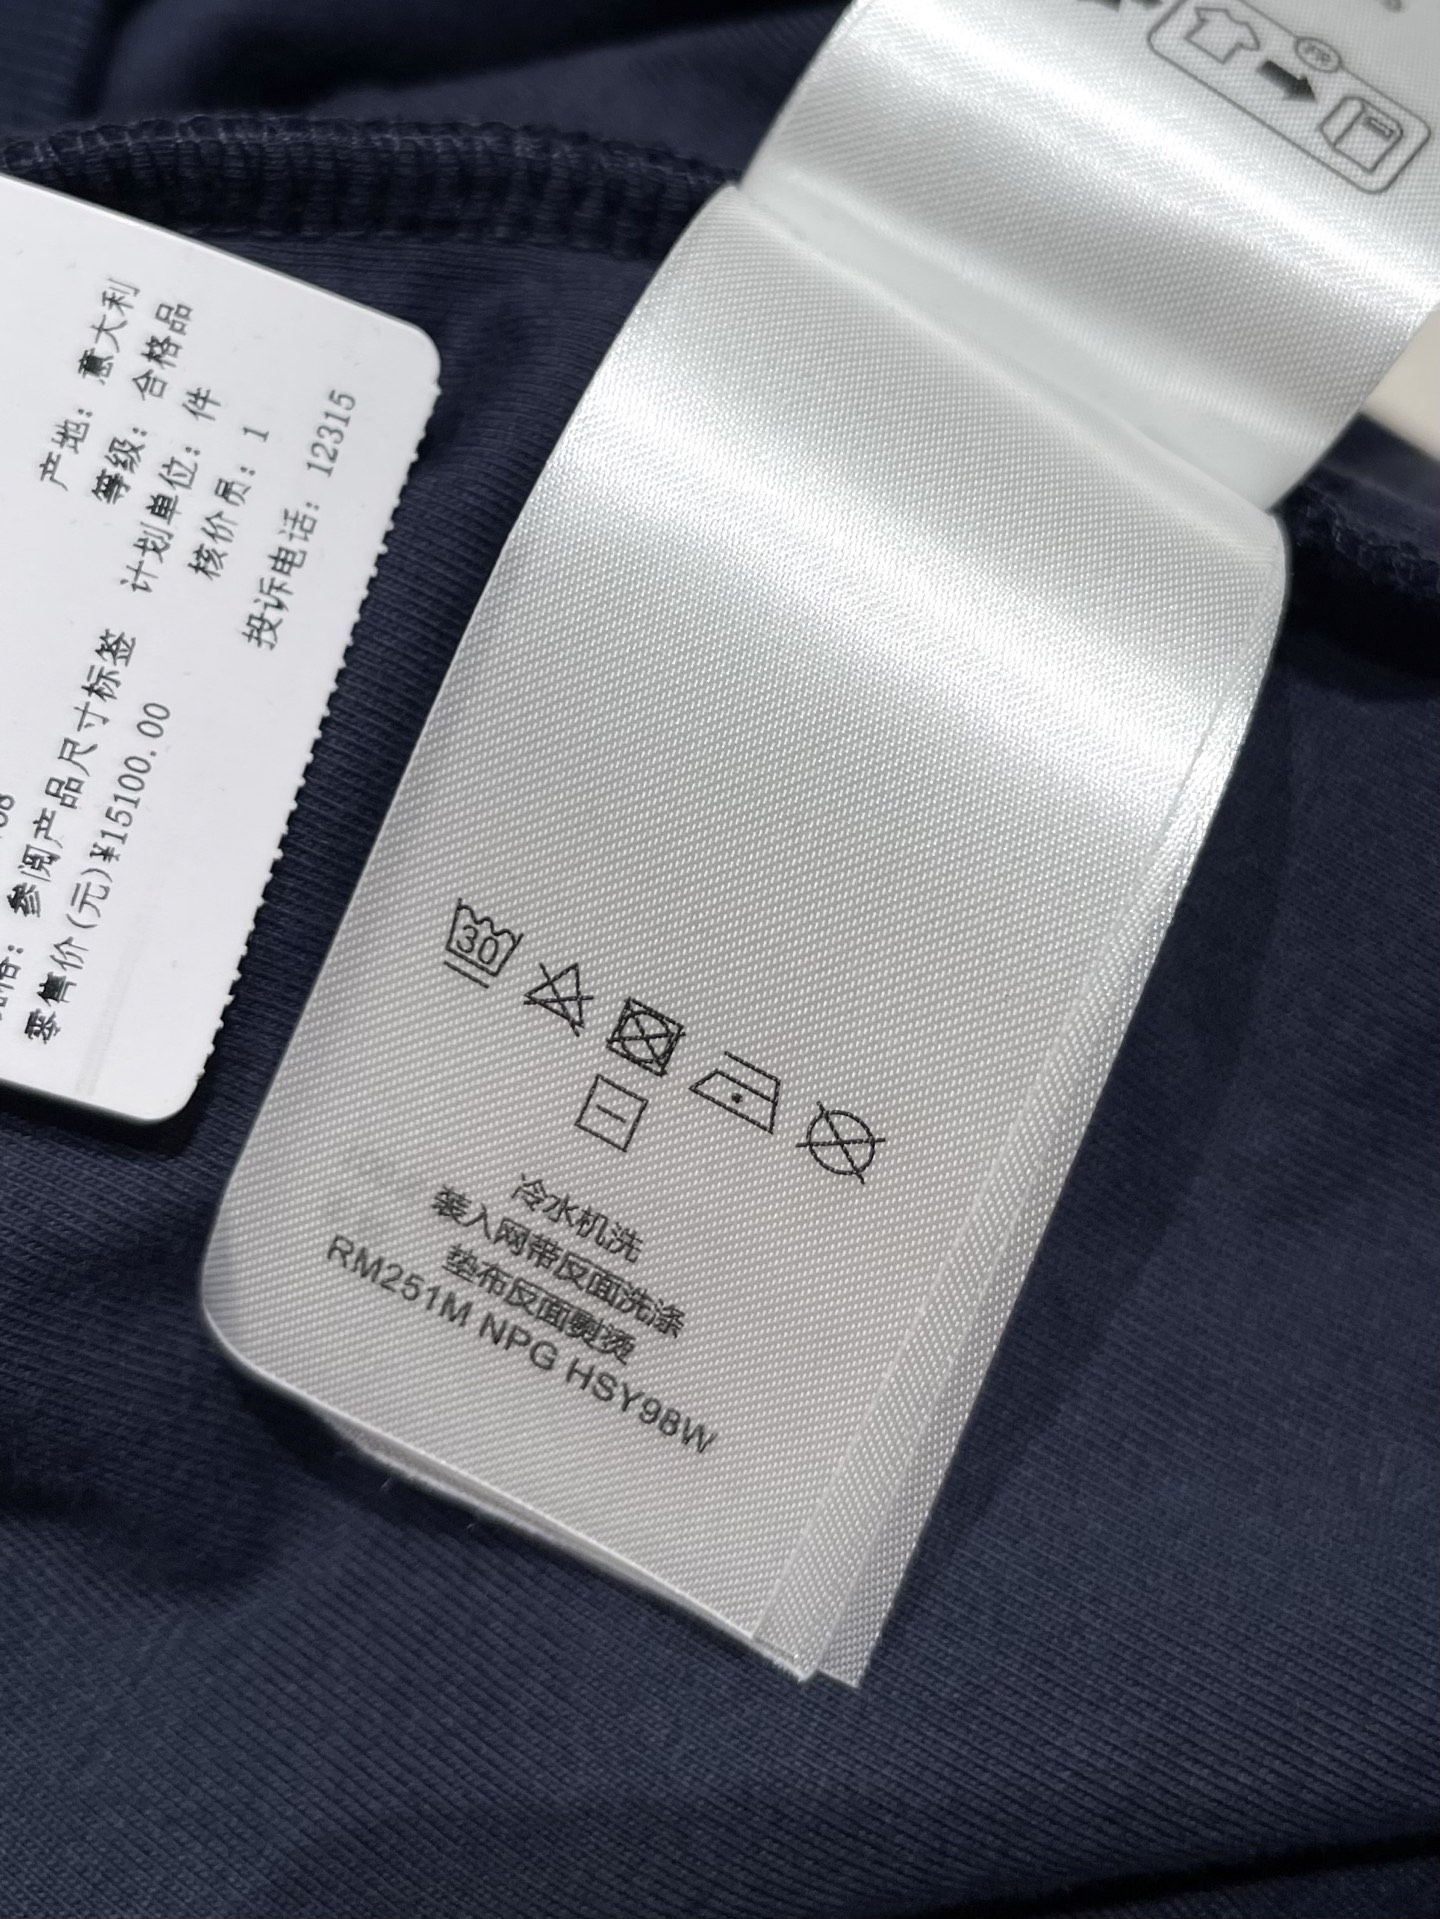 产地: 意大利
等级: 合格品
计划单位: 件
核价员: 1
投诉电话: 12315
参阅产品尺寸标签
零售价(元)¥15100.00
FR
30
冷水机洗
装入网带反面洗涤
垫布反面熨烫
RM251M NPG HSY98W